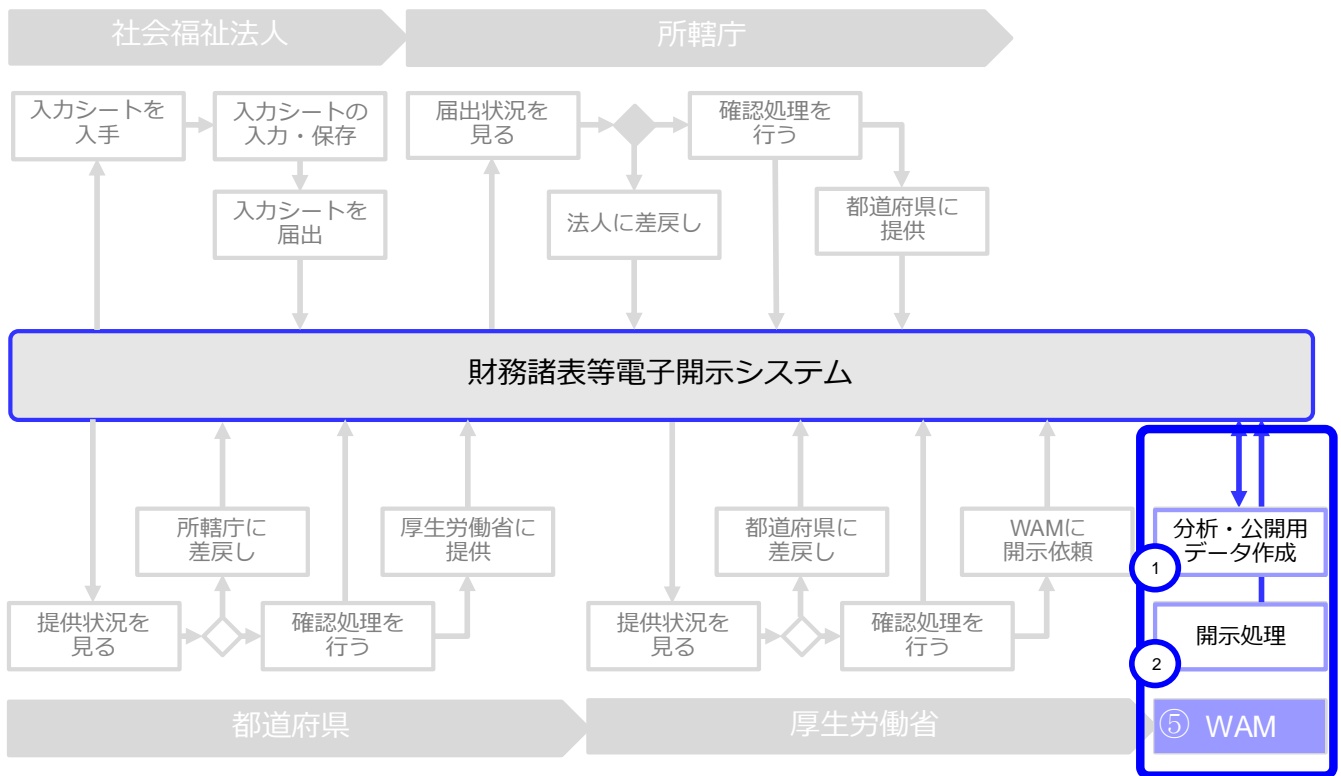 社会福祉法人
所轄庁
入力シートを
入手
入力シートの
入力・保存
届出状況を
見る
確認処理を
行う
入力シートを
届出
法人に差戻し
都道府県に
提供
財務諸表等電子開示システム
所轄庁に
差戻し
厚生労働省に
提供
都道府県に
差戻し
WAMに
開示依頼
分析・公開用
データ作成
1
提供状況を
見る
確認処理を
行う
提供状況を
見る
確認処理を
行う
開示処理
2
都道府県
厚生労働省
⑤ WAM